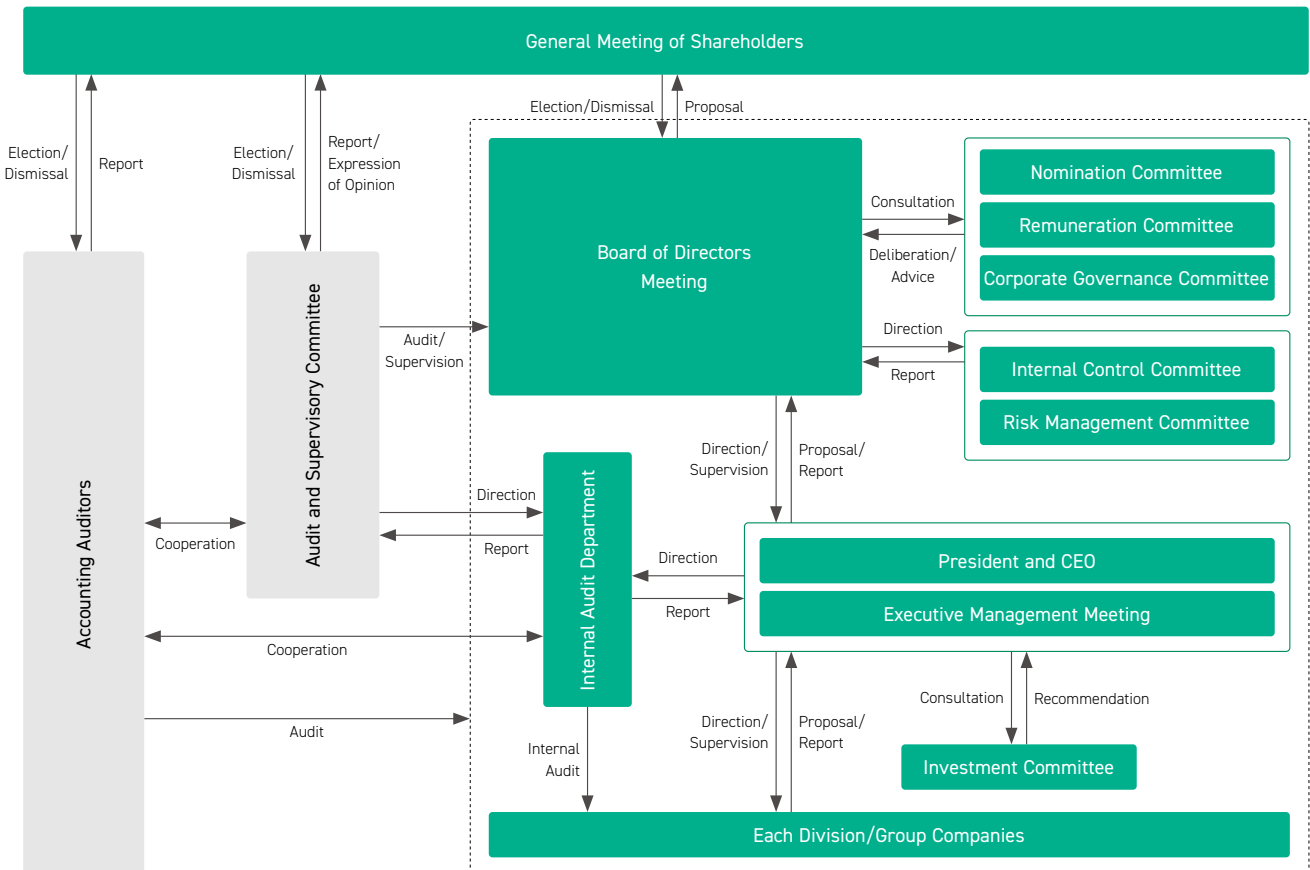 General Meeting of Shareholders
Election/Dismissal
Proposal
Election/
Dismissal
Report
Election/
Dismissal
Report/
Expression
of Opinion
Board of Directors
Meeting
Consultation
Deliberation/
Advice
Nomination Committee
Remuneration Committee
Corporate Governance Committee
Direction
Report
Internal Control Committee
Risk Management Committee
Accounting Auditors
Audit and Supervisory Committee
Audit/
Supervision
Direction/
Supervision
Proposal/
Report
Direction
Report
Cooperation
Internal Audit Department
Direction
Report
President and CEO
Executive Management Meeting
Cooperation
Audit
Internal
Audit
Direction/
Supervision
Proposal/
Report
Consultation
Recommendation
Investment Committee
Each Division/Group Companies